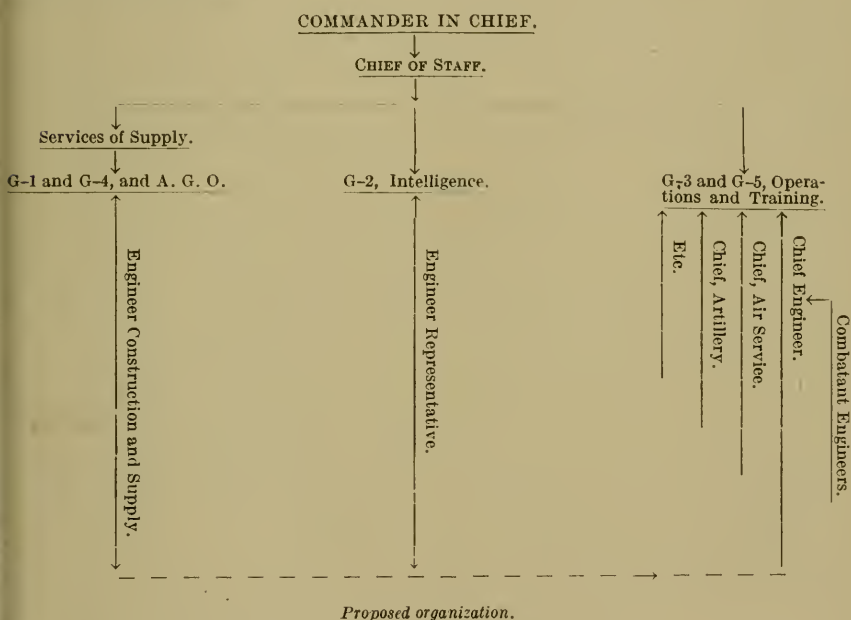 COMMANDER IN CHIEF.
CHIEF OF STAFF.
Services of Supply.
G-1 and G-4, and A. G. O.
G-2, Intelligence.
G-3 and G-5, Opera-
tions and Training.
Engineer Construction and Supply.
Engineer Representative.
Etc.
Chief, Artillery.
Chief, Air Service.
Chief Engineer.
Combatant Engineers.
Proposed organization.